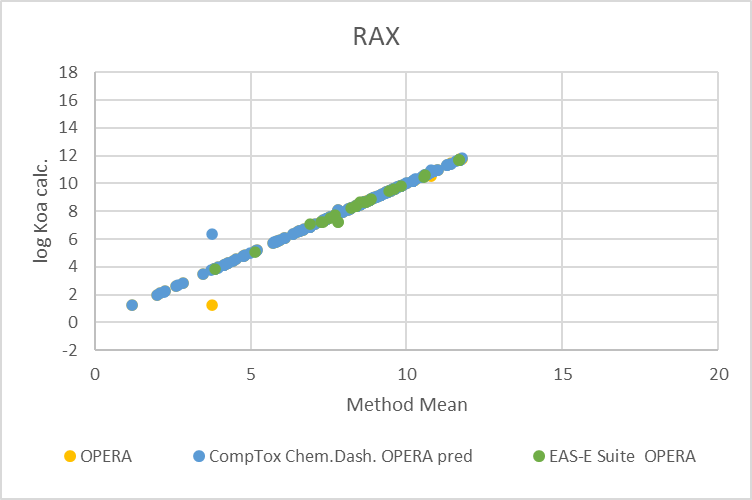 RAX
log Koa calc.
18
16
14
12
10
8
6
4
2
0
-2
0 5 10 15 20
Method Mean
OPERA CompTox Chem.Dash. OPERA pred EAS-E Suite OPERA